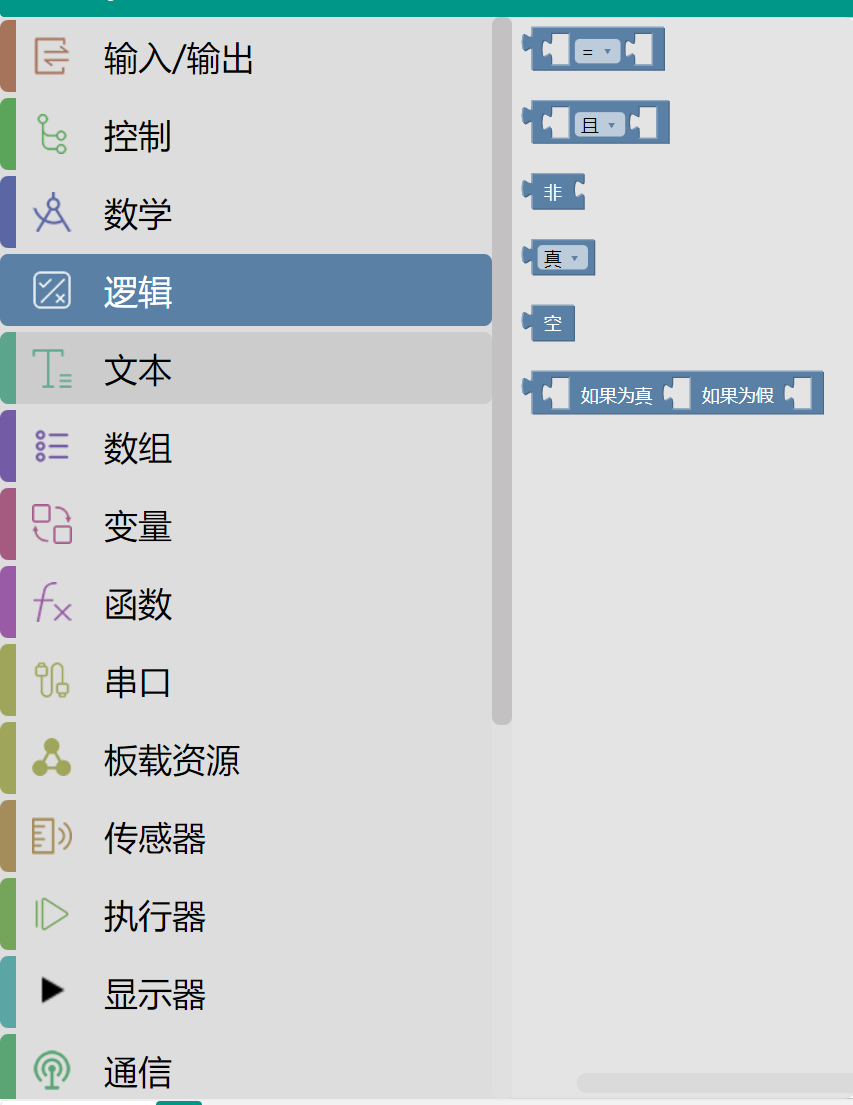 输入/输出
控制
数学
逻辑
文本
数组
变量
函数
串口
板载资源
传感器
执行器
显示器
通信
=
且
非
真
空
如果为真 如果为假